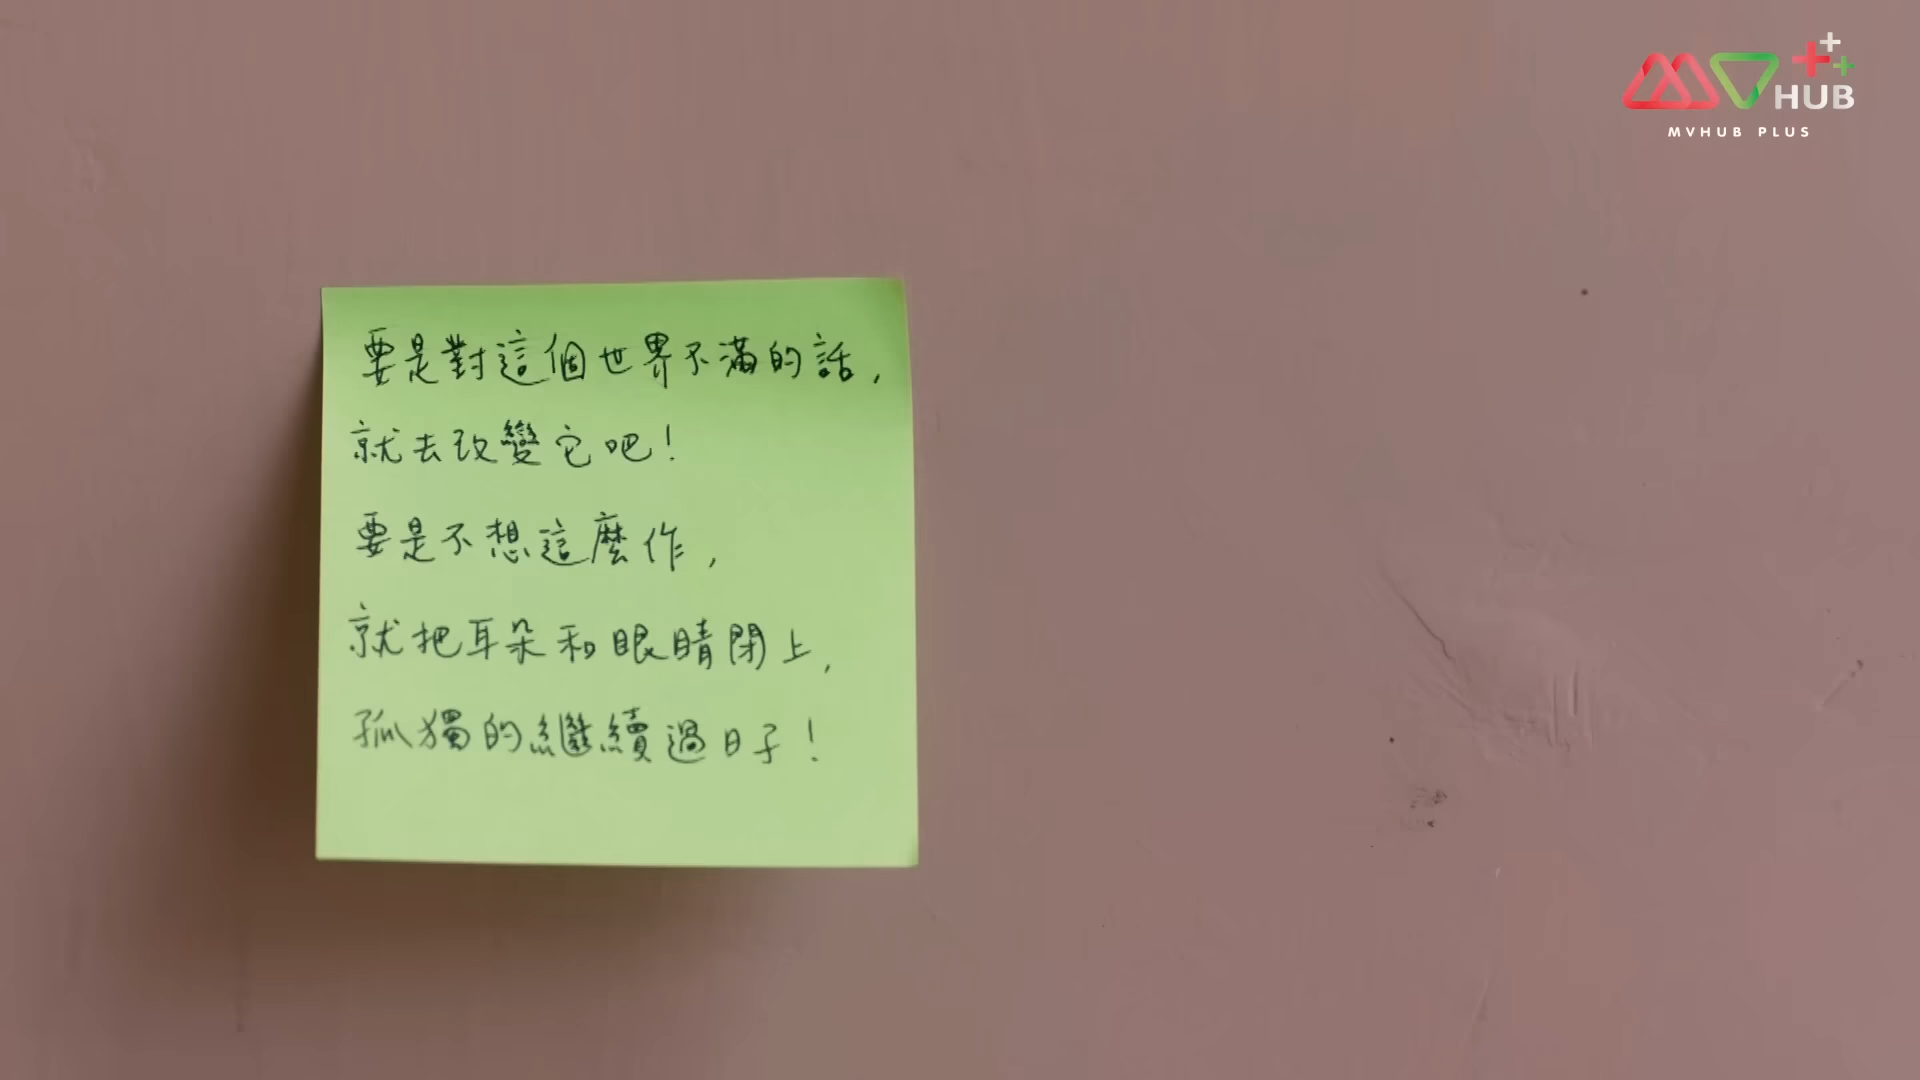 要是對這個世界不滿的話,
就去改變它吧!
要是不想這麼作,
就把耳朵和眼睛閉上,
孤獨的繼續過日子!
MV HUB
MVHUB PLUS